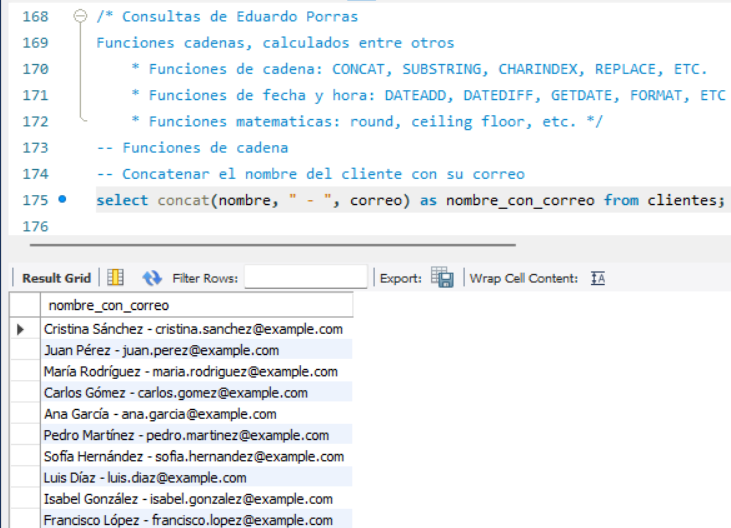 168 /* Consultas de Eduardo Porras
169 Funciones cadenas, calculados entre otros
170 * Funciones de cadena: CONCAT, SUBSTRING, CHARINDEX, REPLACE, ETC.
171 * Funciones de fecha y hora: DATEADD, DATEDIFF, GETDATE, FORMAT, ETC
172 * Funciones matematicas: round, ceiling floor, etc. */
173 -- Funciones de cadena
174 -- Concatenar el nombre del cliente con su correo
175 select concat(nombre, " - ", correo) as nombre_con_correo from clientes;
176
Result Grid Filter Rows: Export: Wrap Cell Content: IA
nombre_con_correo
Cristina Sánchez - cristina.sanchez@example.com
Juan Pérez - juan.perez@example.com
María Rodríguez - maria.rodriguez@example.com
Carlos Gómez - carlos.gomez@example.com
Ana García - ana.garcia@example.com
Pedro Martínez - pedro.martinez@example.com
Sofía Hernández - sofia.hernandez@example.com
Luis Díaz - luis.diaz@example.com
Isabel González - isabel.gonzalez@example.com
Francisco López - francisco.lopez@example.com